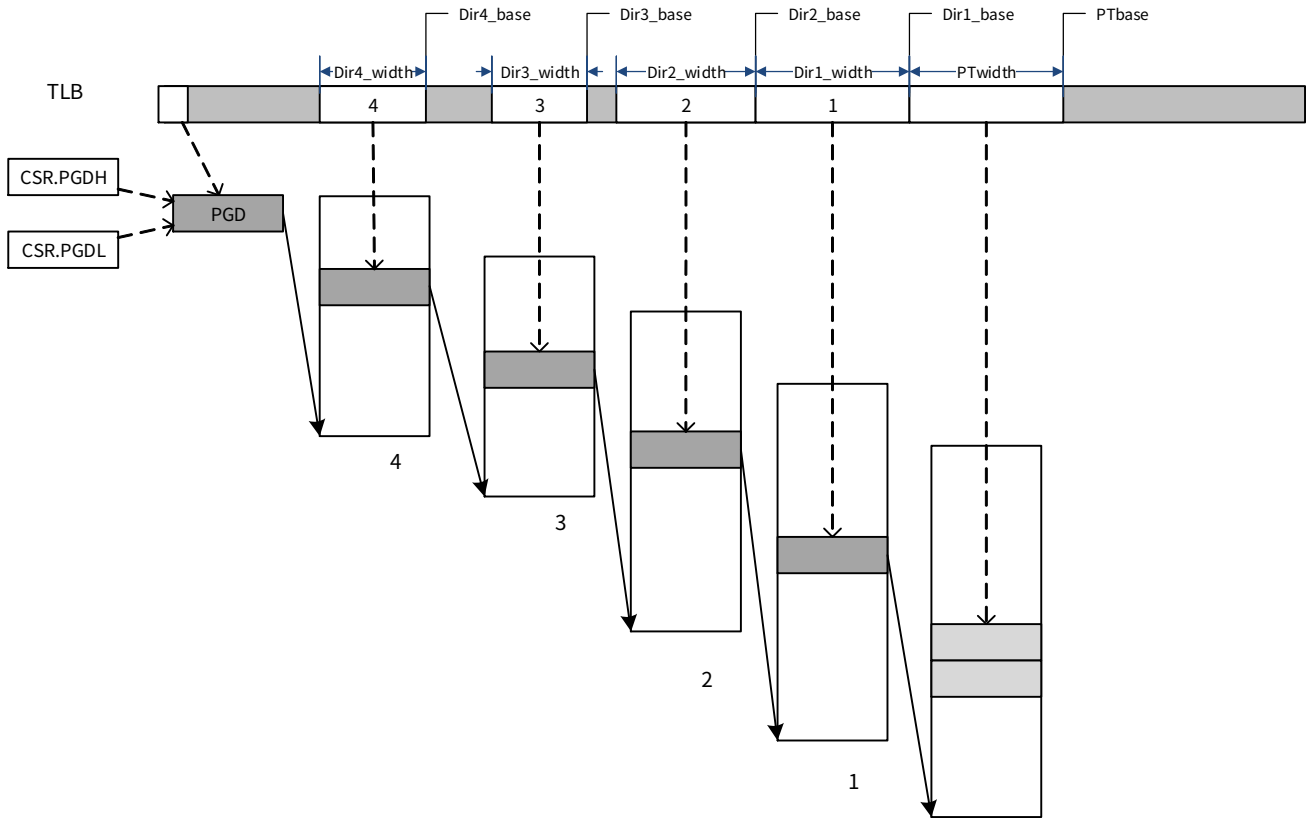 Dir4_base
Dir3_base
Dir2_base
Dir1_base
PTbase
Dir4_width
Dir3_width
Dir2_width
Dir1_width
PTwidth
TLB
4
3
2
1
CSR.PGDH
PGD
CSR.PGDL
4
3
2
1